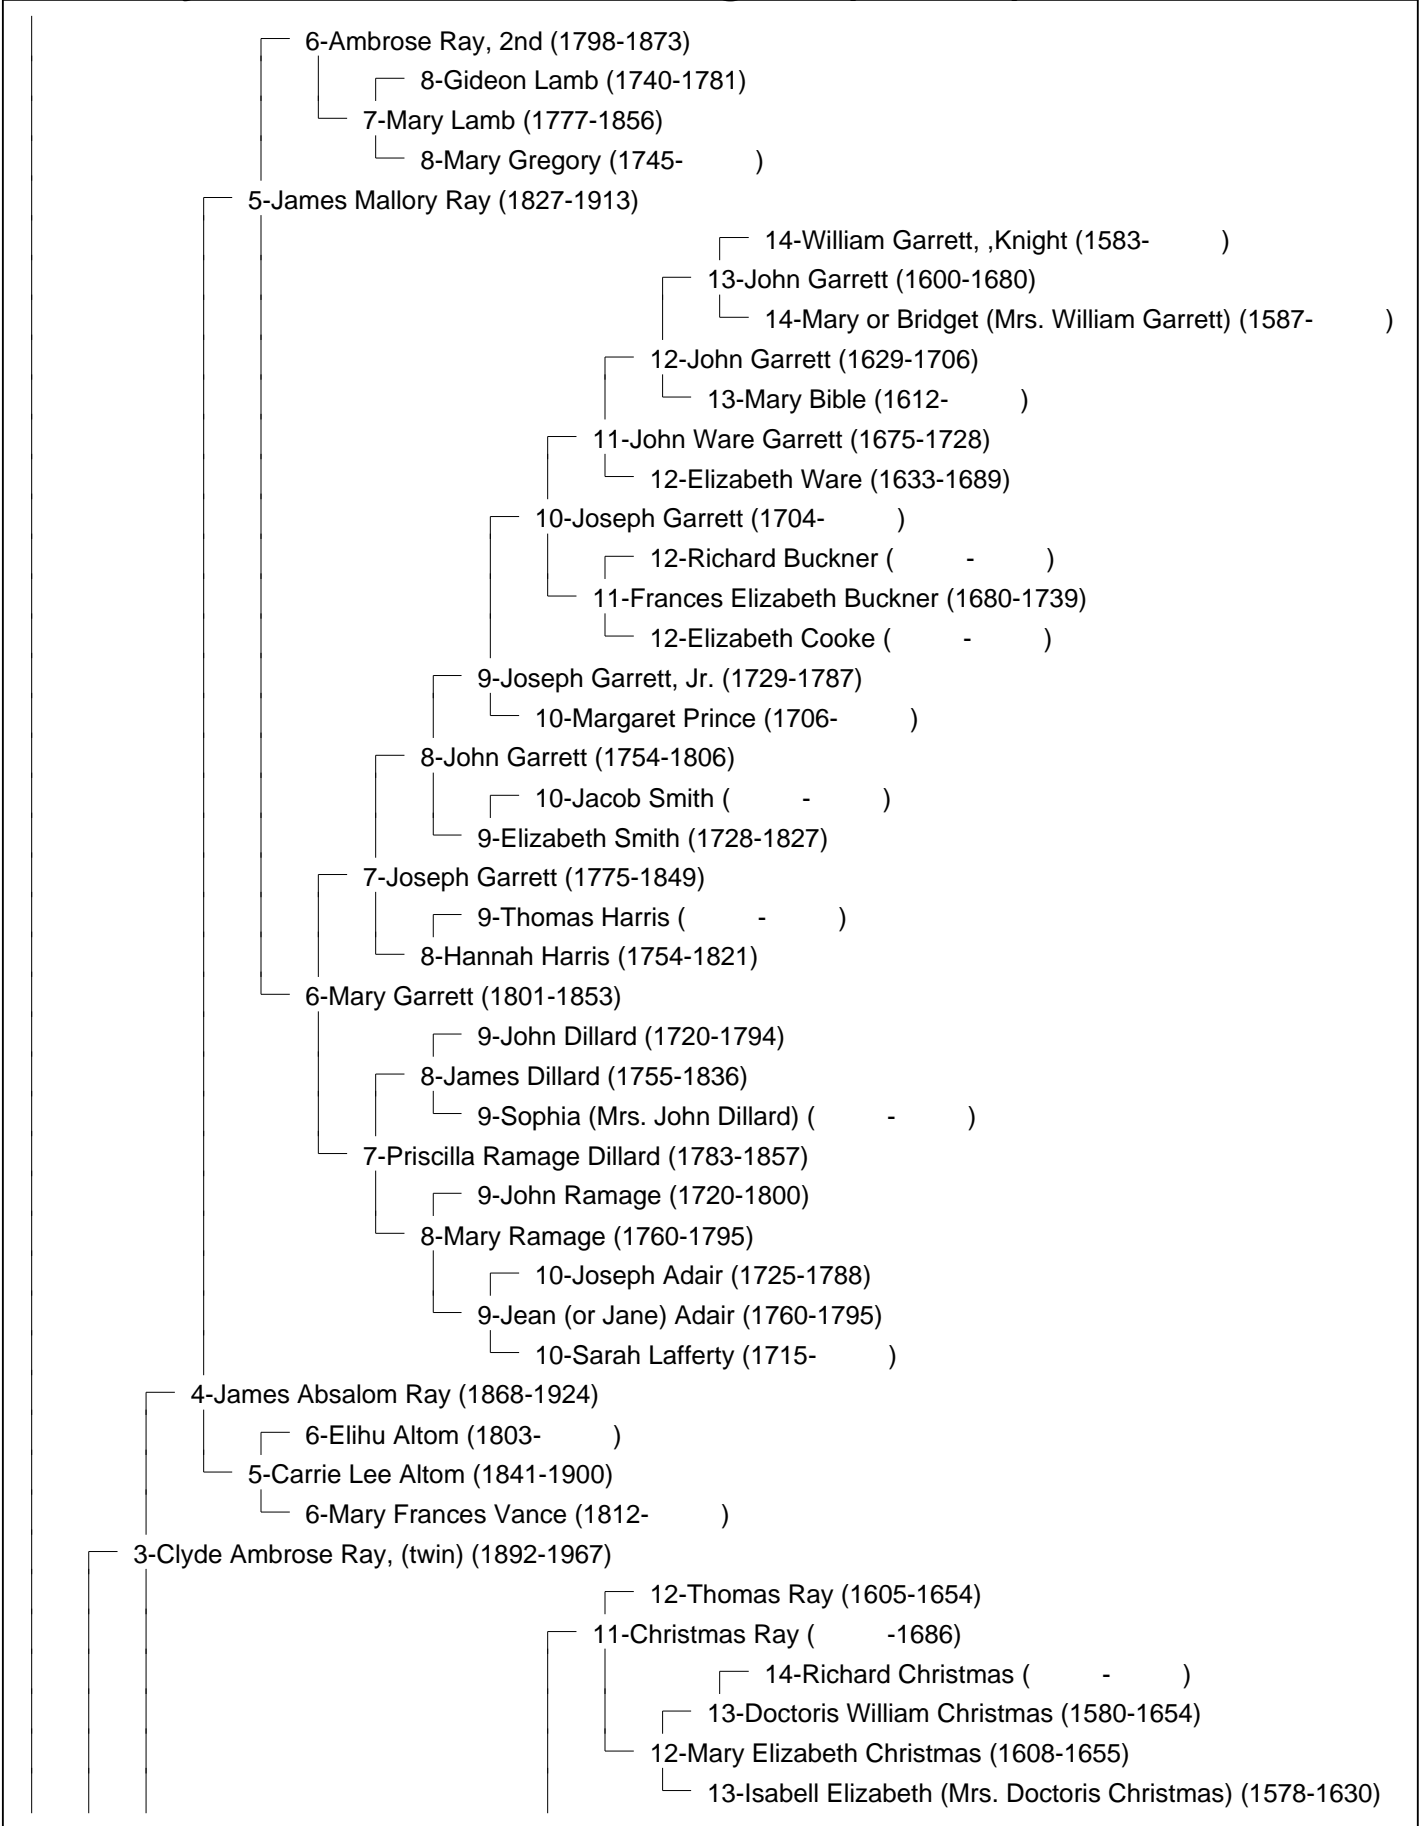 6-Ambrose Ray, 2nd (1798-1873)
8-Gideon Lamb (1740-1781)
7-Mary Lamb (1777-1856)
8-Mary Gregory (1745- )
5-James Mallory Ray (1827-1913)
14-William Garrett, ,Knight (1583- )
13-John Garrett (1600-1680)
14-Mary or Bridget (Mrs. William Garrett) (1587- )
12-John Garrett (1629-1706)
13-Mary Bible (1612- )
11-John Ware Garrett (1675-1728)
12-Elizabeth Ware (1633-1689)
10-Joseph Garrett (1704- )
12-Richard Buckner ( - )
11-Frances Elizabeth Buckner (1680-1739)
12-Elizabeth Cooke ( - )
9-Joseph Garrett, Jr. (1729-1787)
10-Margaret Prince (1706- )
8-John Garrett (1754-1806)
10-Jacob Smith ( - )
9-Elizabeth Smith (1728-1827)
7-Joseph Garrett (1775-1849)
9-Thomas Harris ( - )
8-Hannah Harris (1754-1821)
6-Mary Garrett (1801-1853)
9-John Dillard (1720-1794)
8-James Dillard (1755-1836)
9-Sophia (Mrs. John Dillard) ( - )
7-Priscilla Ramage Dillard (1783-1857)
9-John Ramage (1720-1800)
8-Mary Ramage (1760-1795)
10-Joseph Adair (1725-1788)
9-Jean (or Jane) Adair (1760-1795)
10-Sarah Lafferty (1715- )
4-James Absalom Ray (1868-1924)
6-Elihu Altom (1803- )
5-Carrie Lee Altom (1841-1900)
6-Mary Frances Vance (1812- )
3-Clyde Ambrose Ray, (twin) (1892-1967)
12-Thomas Ray (1605-1654)
11-Christmas Ray ( -1686)
14-Richard Christmas ( - )
13-Doctoris William Christmas (1580-1654)
12-Mary Elizabeth Christmas (1608-1655)
13-Isabell Elizabeth (Mrs. Doctoris Christmas) (1578-1630)